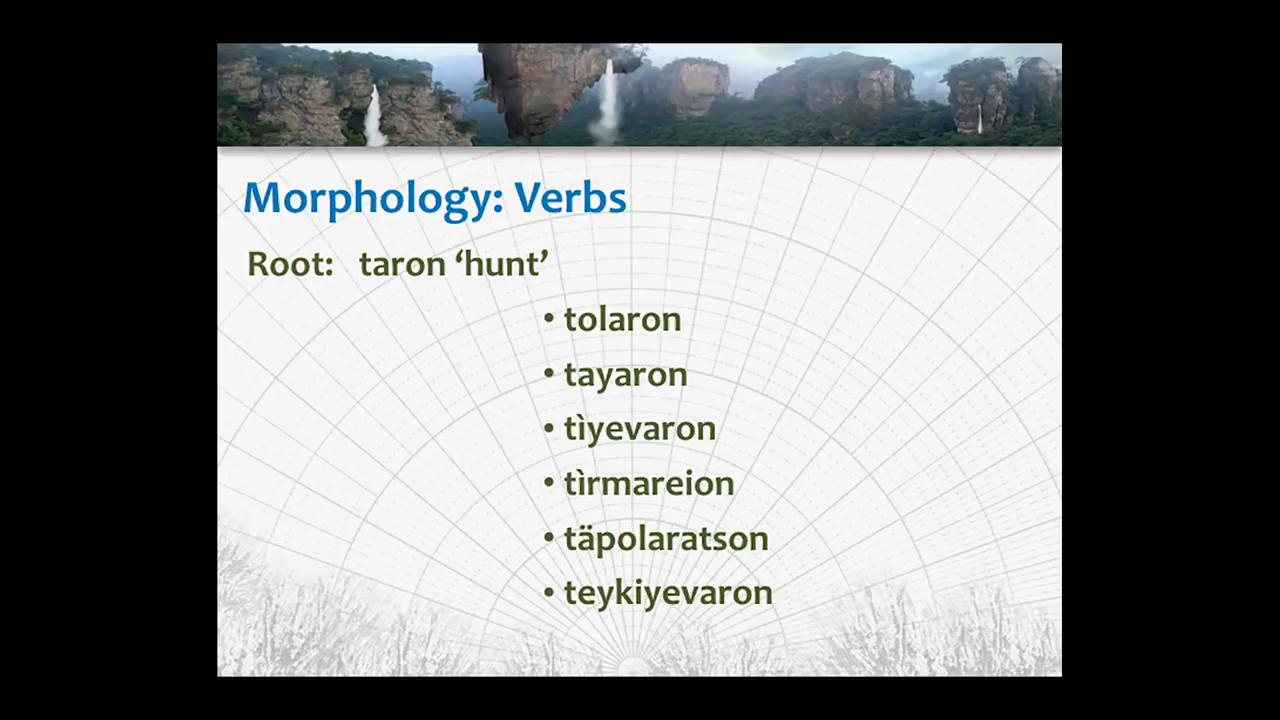 Morphology: Verbs
Root: taron ‘hunt’
• tolaron
• tayaron
• tìyevaron
• tìrmareion
• täpolaratson
• teykiyevaron